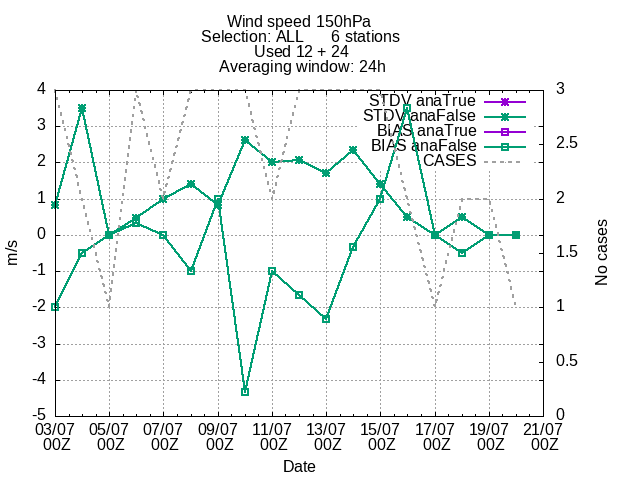 Wind speed 150hPa
Selection: ALL 6 stations
Used 12 + 24
Averaging window: 24h
STDV anaTrue
STDV anaFalse
BIAS anaTrue
BIAS anaFalse
CASES
4
3
2
1
0
-1
-2
-3
-4
-5
m/s
3
2.5
2
1.5
1
0.5
0
No cases
03/07 05/07 07/07 09/07 11/07 13/07 15/07 17/07 19/07 21/07
00Z 00Z 00Z 00Z 00Z 00Z 00Z 00Z 00Z 00Z
Date